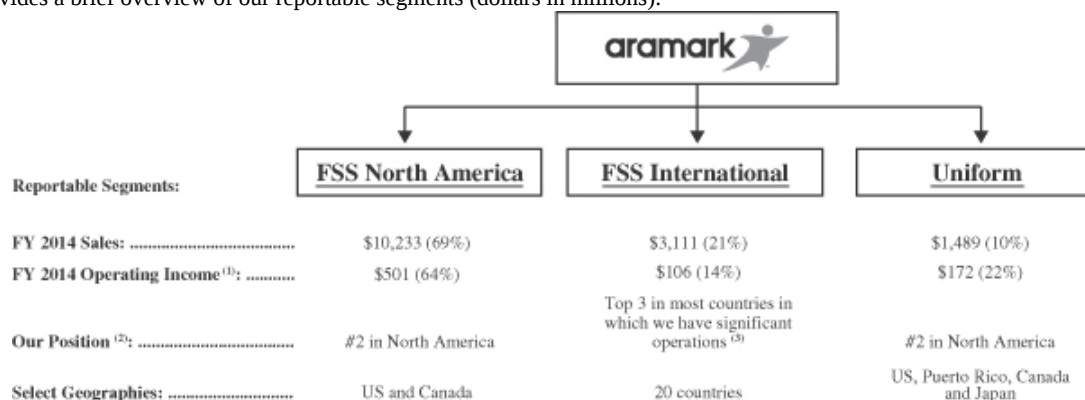 vides a brief overview of our reportable segments (dollars in millions).
aramark
Reportable Segments:
FSS North America
FSS International
Uniform
FY 2014 Sales: ........................................ $10,233 (69%) $3,111 (21%) $1,489 (10%)
FY 2014 Operating Income (1): ............ $501 (64%) $106 (14%) $172 (22%)
Our Position (2): ...................................... #2 in North America
Top 3 in most countries in
which we have significant
operations (3)
#2 in North America
Select Geographies: .............................. US and Canada 20 countries
US, Puerto Rico, Canada
and Japan